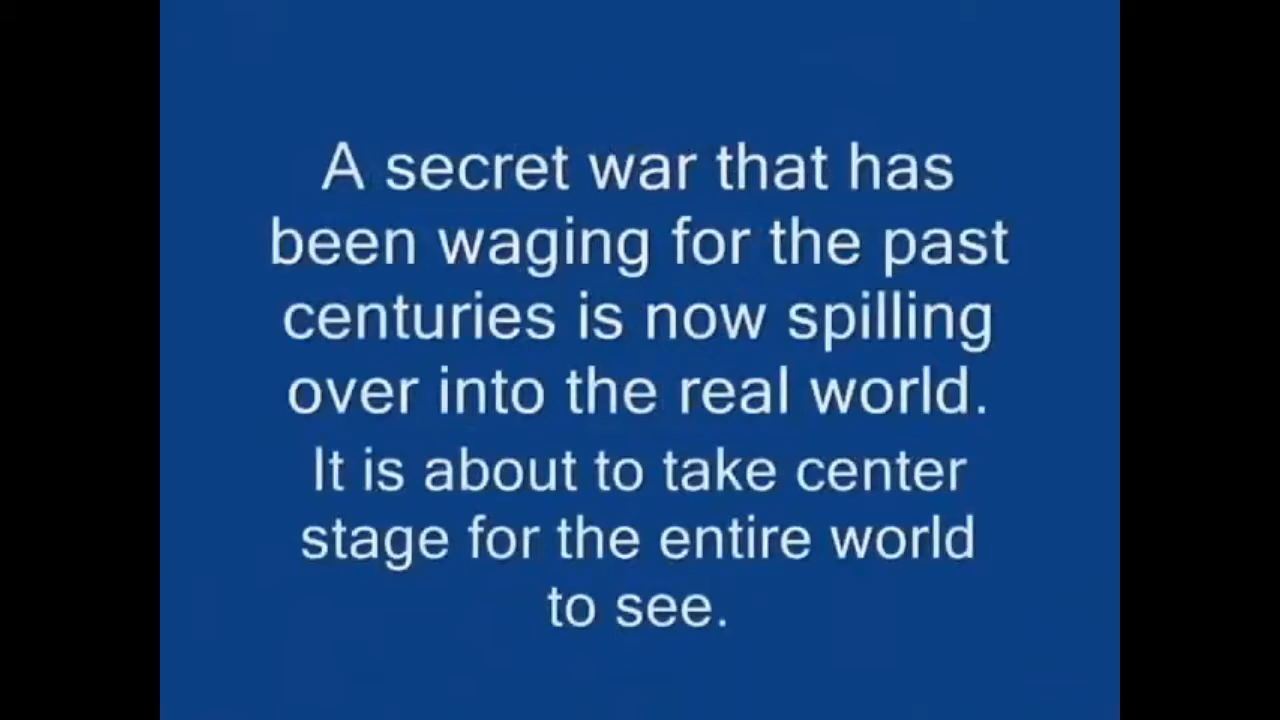 A secret war that has
been waging for the past
centuries is now spilling
over into the real world.
It is about to take center
stage for the entire world
to see.